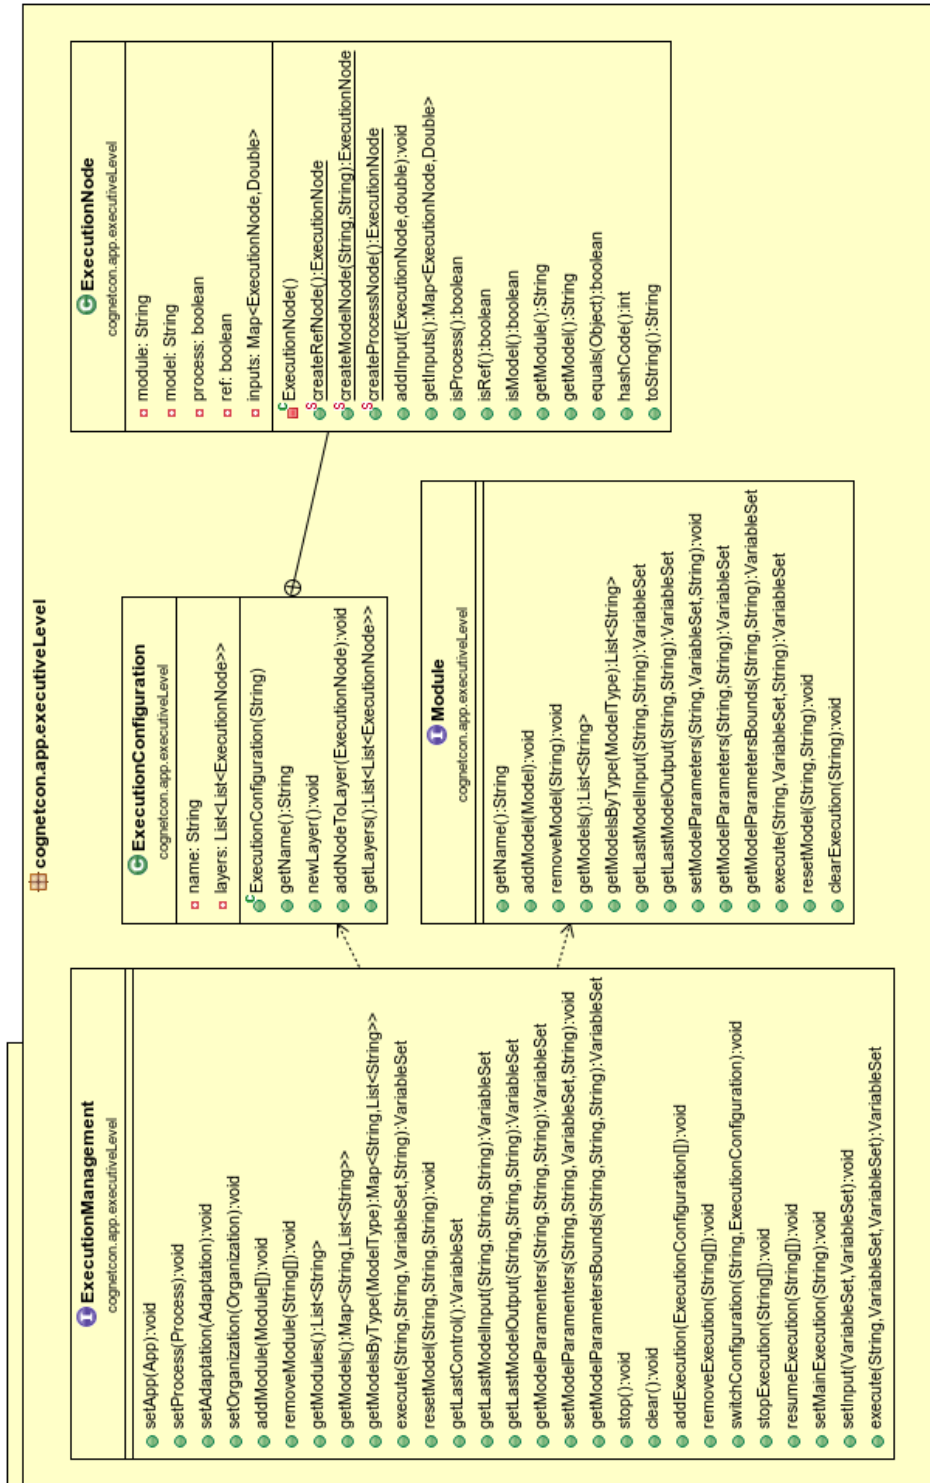 cognetcon.app.executiveLevel
ExecutionManagement
cognetcon.app.executiveLevel
setApp(App):void
setProcess(Process):void
setAdaptation(Adaptation):void
setOrganization(Organization):void
addModule(Module[]):void
removeModule(String[]):void
getModules():List<String>
getModels():Map<String,List<String>>
getModelsByType(ModelType):Map<String,List<String>>
execute(String,String,VariableSet,String):VariableSet
resetModel(String,String,String):void
getLastControl():VariableSet
getLastModelInput(String,String,String):VariableSet
getLastModelOutput(String,String,String):VariableSet
getModelParamenters(String,String,String):VariableSet
setModelParamenters(String,String,VariableSet,String):void
getModelParametersBounds(String,String,String):VariableSet
stop():void
clear():void
addExecution(ExecutionConfiguration[]):void
removeExecution(String[]):void
switchConfiguration(String,ExecutionConfiguration):void
stopExecution(String[]):void
resumeExecution(String[]):void
setMainExecution(String):void
setInput(VariableSet,VariableSet):void
execute(String,VariableSet,VariableSet):VariableSet
ExecutionConfiguration
cognetcon.app.executiveLevel
name: String
layers: List<List<ExecutionNode>>
ExecutionConfiguration(String)
getName():String
newLayer():void
addNodeToLayer(ExecutionNode):void
getLayers():List<List<ExecutionNode>>
Module
cognetcon.app.executiveLevel
getName():String
addModel(Model):void
removeModel(String):void
getModels():List<String>
getModelsByType(ModelType):List<String>
getLastModelInput(String,String):VariableSet
getLastModelOutput(String,String):VariableSet
setModelParameters(String,VariableSet,String):void
getModelParameters(String,String):VariableSet
getModelParametersBounds(String,String):VariableSet
execute(String,VariableSet,String):VariableSet
resetModel(String,String):void
clearExecution(String):void
ExecutionNode
cognetcon.app.executiveLevel
module: String
model: String
process: boolean
ref: boolean
inputs: Map<ExecutionNode,Double>
ExecutionNode()
createRefNode():ExecutionNode
createModelNode(String,String):ExecutionNode
createProcessNode():ExecutionNode
addInput(ExecutionNode,double):void
getInputs():Map<ExecutionNode,Double>
isProcess():boolean
isRef():boolean
isModel():boolean
getModule():String
getModel():String
equals(Object):boolean
hashCode():int
toString():String